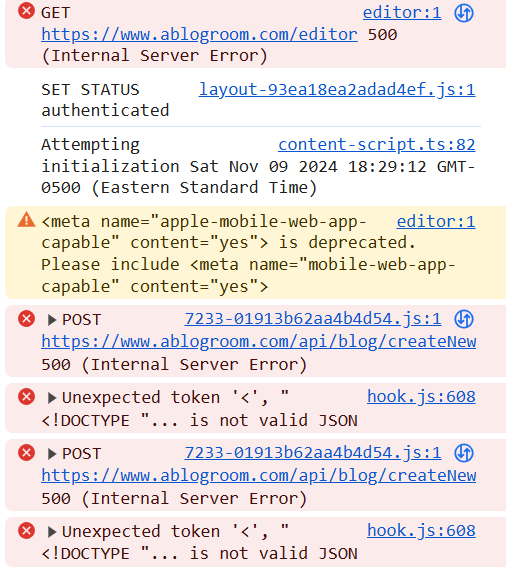 GET editor:1
https://www.ablogroom.com/editor 500
(Internal Server Error)
SET STATUS layout-93ea18ea2adad4ef.js:1
authenticated
Attempting content-script.ts:82
initialization Sat Nov 09 2024 18:29:12 GMT-
0500 (Eastern Standard Time)
<meta name="apple-mobile-web-app- editor:1
capable" content="yes"> is deprecated.
Please include <meta name="mobile-web-app-
capable" content="yes">
POST 7233-01913b62aa4b4d54.js:1
https://www.ablogroom.com/api/blog/createNew
500 (Internal Server Error)
Unexpected token '<', " hook.js:608
<!DOCTYPE "... is not valid JSON
POST 7233-01913b62aa4b4d54.js:1
https://www.ablogroom.com/api/blog/createNew
500 (Internal Server Error)
Unexpected token '<', " hook.js:608
<!DOCTYPE "... is not valid JSON